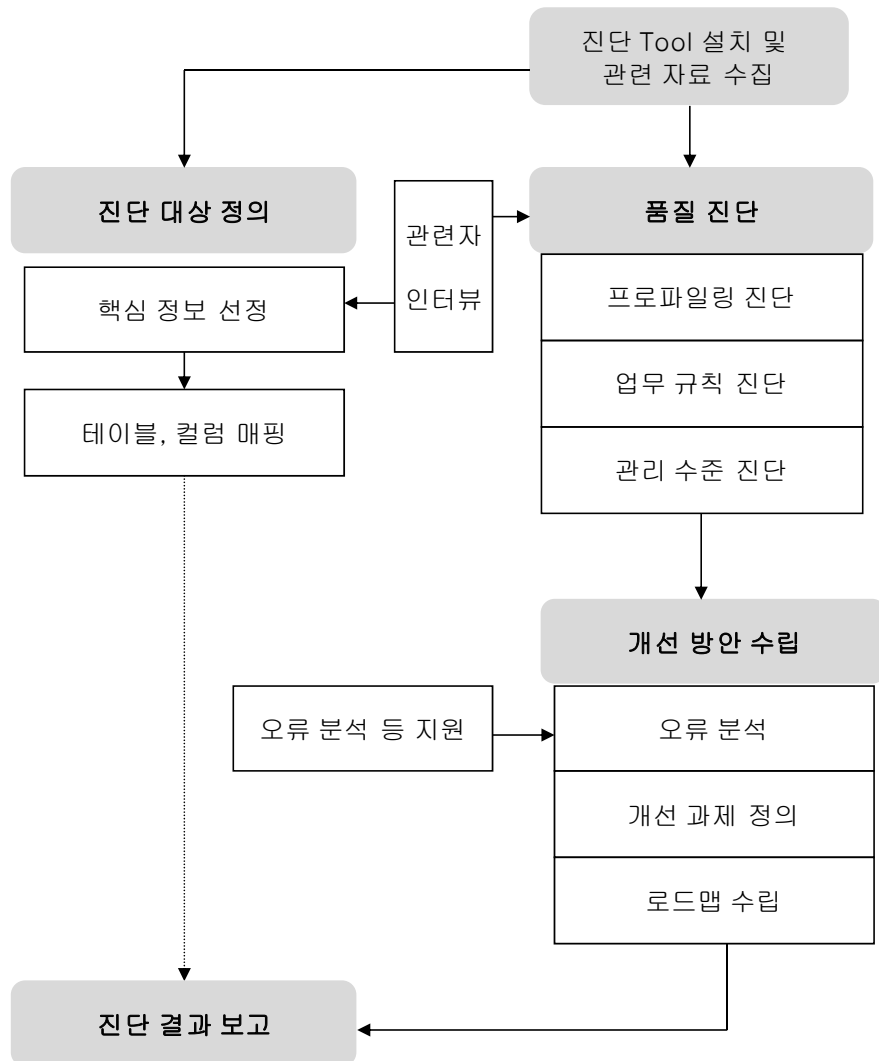 진단 Tool 설치 및
관련 자료 수집
진단 대상 정의
관련자
인터뷰
품질 진단
핵심 정보 선정
프로파일링 진단
테이블, 컬럼 매핑
업무 규칙 진단
관리 수준 진단
개선 방안 수립
오류 분석 등 지원
오류 분석
개선 과제 정의
로드맵 수립
진단 결과 보고